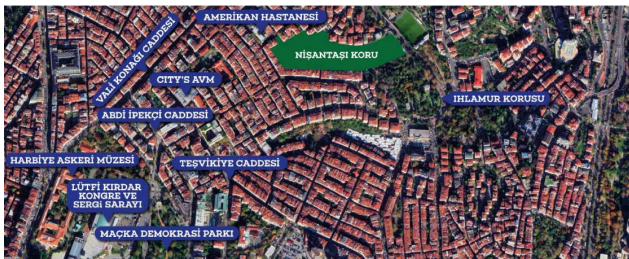 AMERİKAN HASTANESİ
NİŞANTAŞI KORU
VALİ KONAĞI CADDESİ
CITY'S AVM
IHLAMUR KORUSU
ABDİ İPEKÇİ CADDESİ
HARBİYE ASKERİ MÜZESİ
TEŞVİKİYE CADDESİ
LÜTFİ KIRDAR
KONGRE VE
SERGİ SARAYI
MAÇKA DEMOKRASİ PARKI